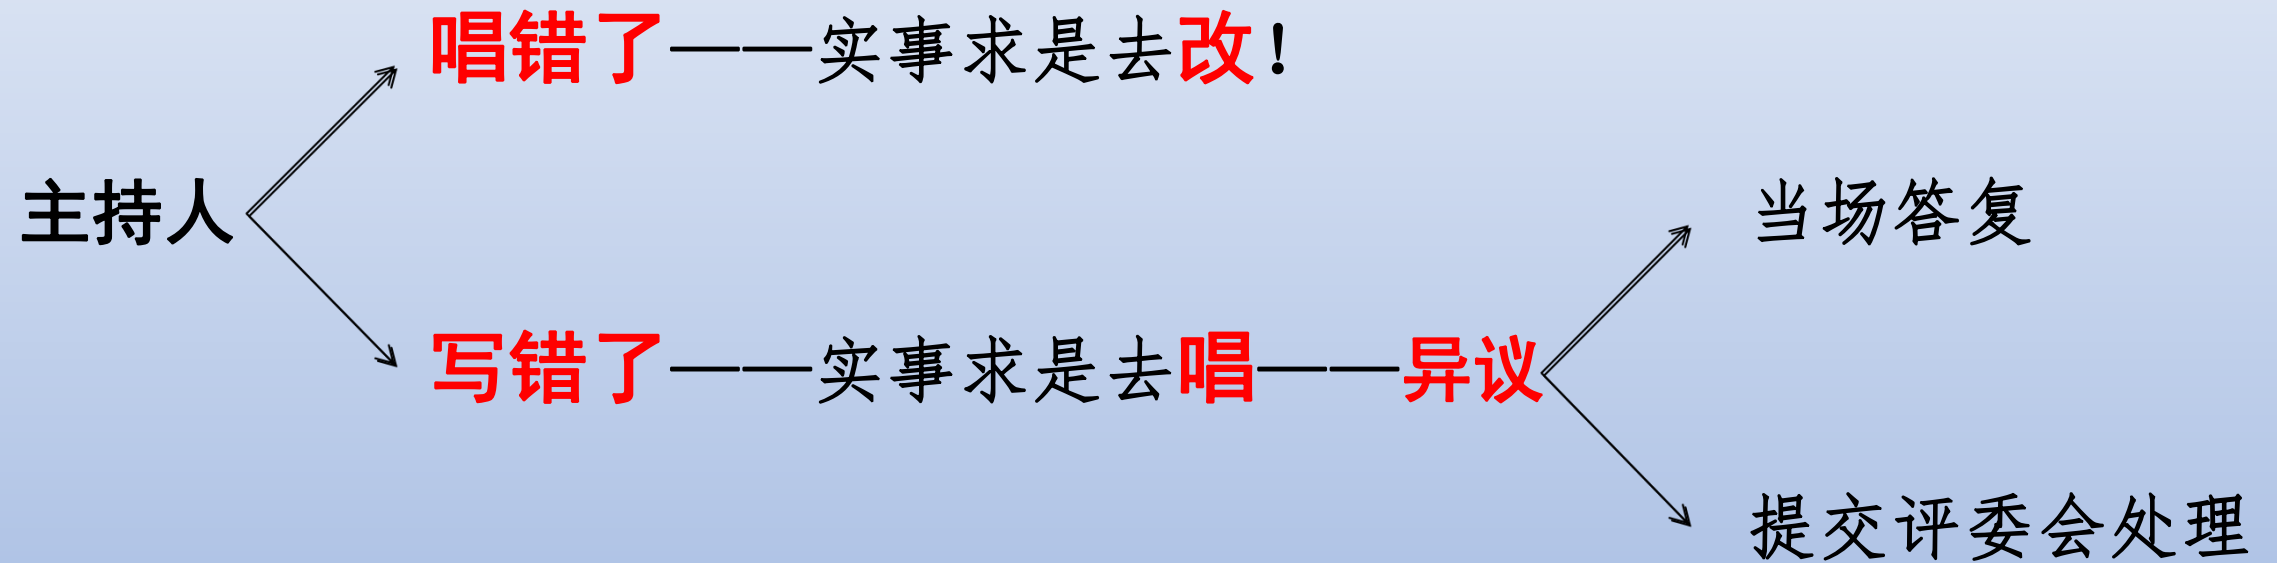 唱错了——实事求是去改！
主持人
当场答复
写错了——实事求是去唱——异议
提交评委会处理